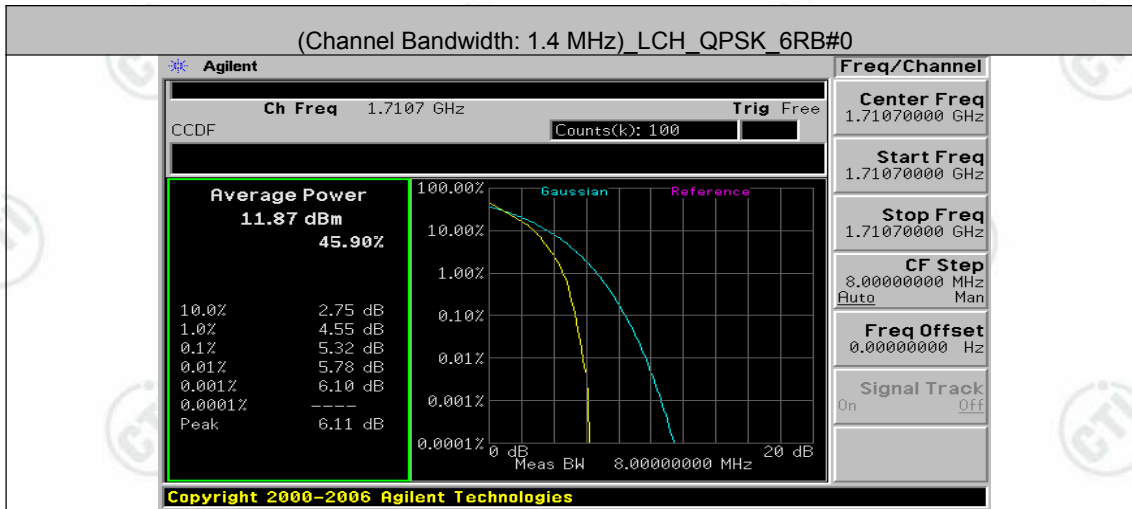 (Channel Bandwidth: 1.4 MHz)_LCH_QPSK_6RB#0
Agilent
Freq/Channel
Ch Freq 1.7107 GHz
Trig Free
CCDF
Counts(k): 100
Average Power
11.87 dBm
45.90%
10.0% 2.75 dB
1.0% 4.55 dB
0.1% 5.32 dB
0.01% 5.78 dB
0.001% 6.10 dB
0.0001% ----
Peak 6.11 dB
100.00%
Gaussian
Reference
10.00%
1.00%
0.10%
0.01%
0.001%
0.0001%
0 dB
20 dB
Meas BW 8.00000000 MHz
Center Freq
1.71070000 GHz
Start Freq
1.71070000 GHz
Stop Freq
1.71070000 GHz
CF Step
8.00000000 MHz
Auto Man
Freq Offset
0.00000000 Hz
Signal Track
On Off
Copyright 2000-2006 Agilent Technologies
CTI
CTI